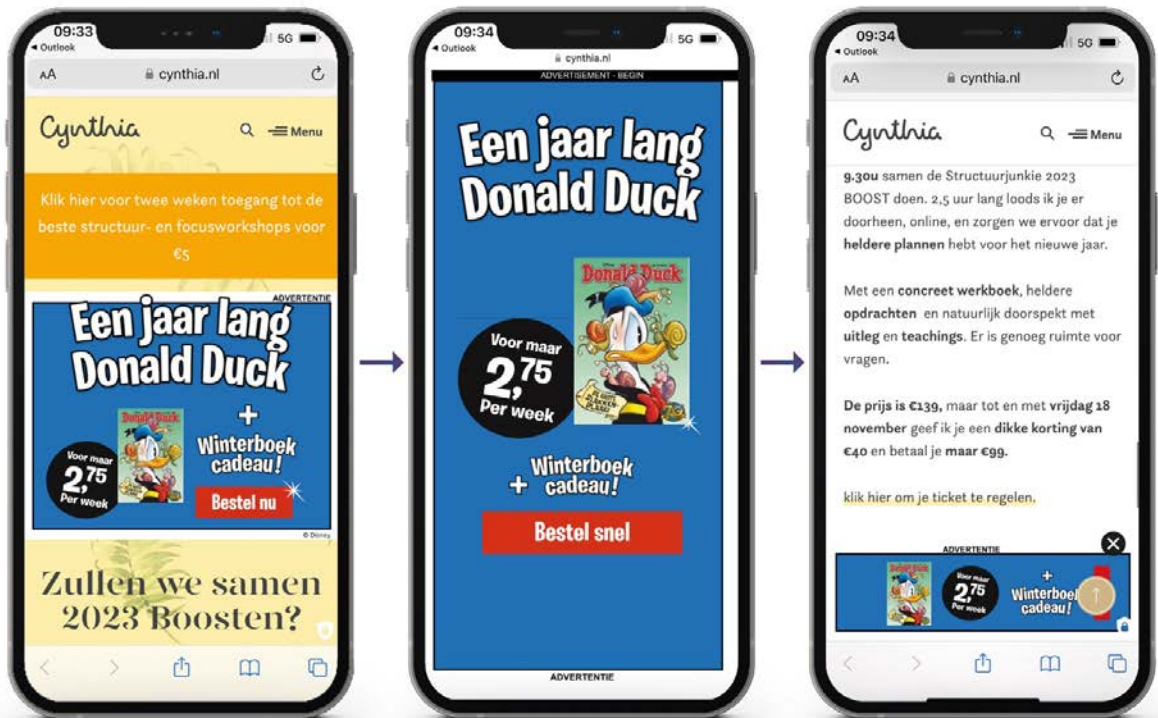 09:33
5G
◂ Outlook
AA
cynthia.nl
Cynthia
Menu
Klik hier voor twee weken toegang tot de
beste structuur- en focusworkshops voor
€5
ADVERTENTIE
Een jaar lang
Donald Duck
Donald Duck
+
Winterboek
cadeau!
Voor maar
2,75
Per week
Bestel nu
© Disney
Zullen we samen
2023 Boosten?
09:34
5G
◂ Outlook
cynthia.nl
ADVERTISEMENT - BEGIN
Een jaar lang
Donald Duck
Donald Duck
Voor maar
2,75
Per week
+ Winterboek
cadeau!
Bestel snel
ADVERTENTIE
09:34
5G
◂ Outlook
AA
cynthia.nl
Cynthia
Menu
9.30u samen de Structuurjunkie 2023
BOOST doen. 2,5 uur lang loods ik je er
doorheen, online, en zorgen we ervoor dat je
heldere plannen hebt voor het nieuwe jaar.
Met een concreet werkboek, heldere
opdrachten en natuurlijk doorspekt met
uitleg en teachings. Er is genoeg ruimte voor
vragen.
De prijs is €139, maar tot en met vrijdag 18
november geef ik je een dikke korting van
€40 en betaal je maar €99.
klik hier om je ticket te regelen.
ADVERTENTIE
Donald Duck
Voor maar
2,75
Per week
+
Winterboek
cadeau!